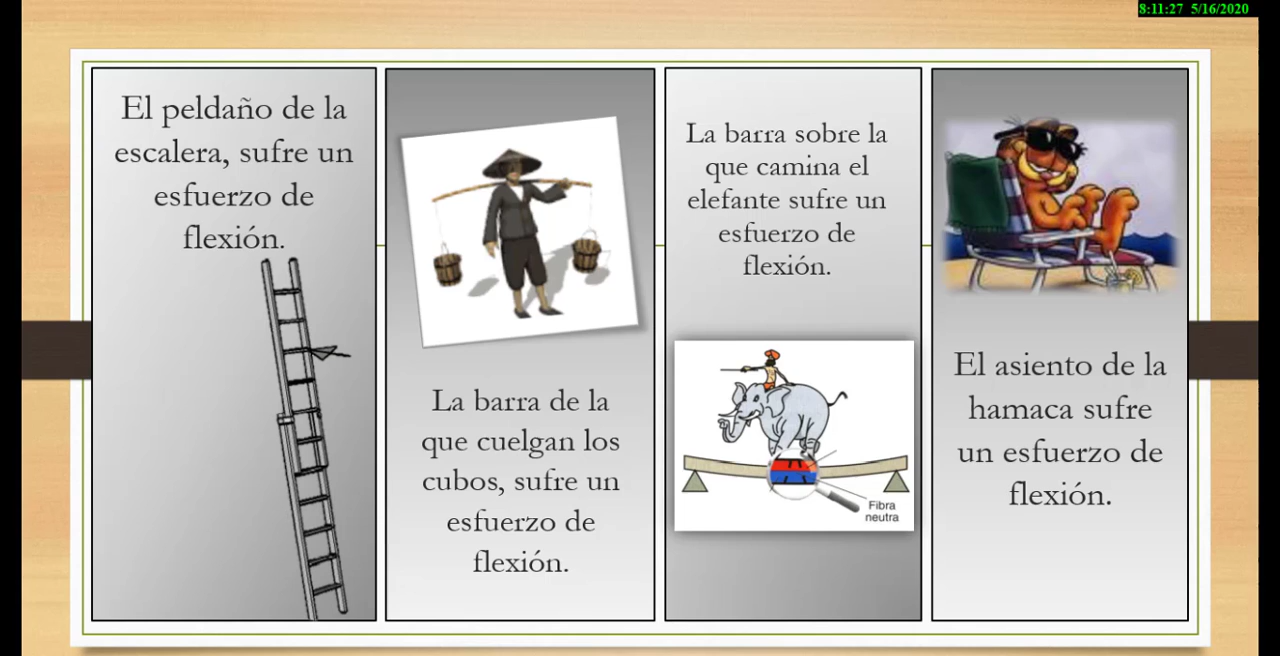 8:11:27 5/16/2020
El peldaño de la
escalera, sufre un
esfuerzo de
flexión.
La barra de la
que cuelgan los
cubos, sufre un
esfuerzo de
flexión.
La barra sobre la
que camina el
elefante sufre un
esfuerzo de
flexión.
Fibra
neutra
El asiento de la
hamaca sufre
un esfuerzo de
flexión.